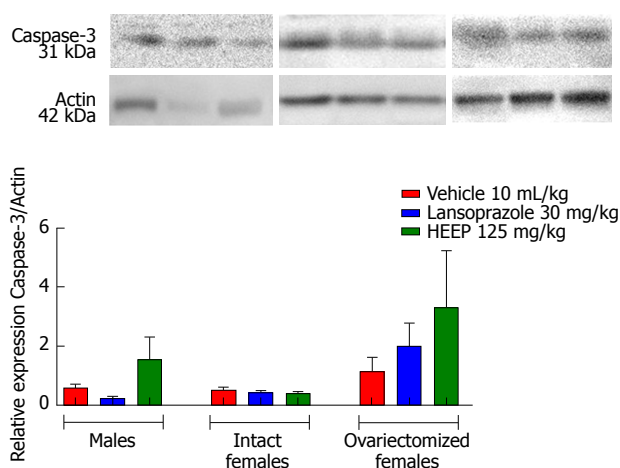 Caspase-3
31 kDa
Actin
42 kDa
Relative expression Caspase-3/Actin
Vehicle 10 mL/kg
Lansoprazole 30 mg/kg
HEEP 125 mg/kg
6
4
2
0
Males
Intact
females
Ovariectomized
females